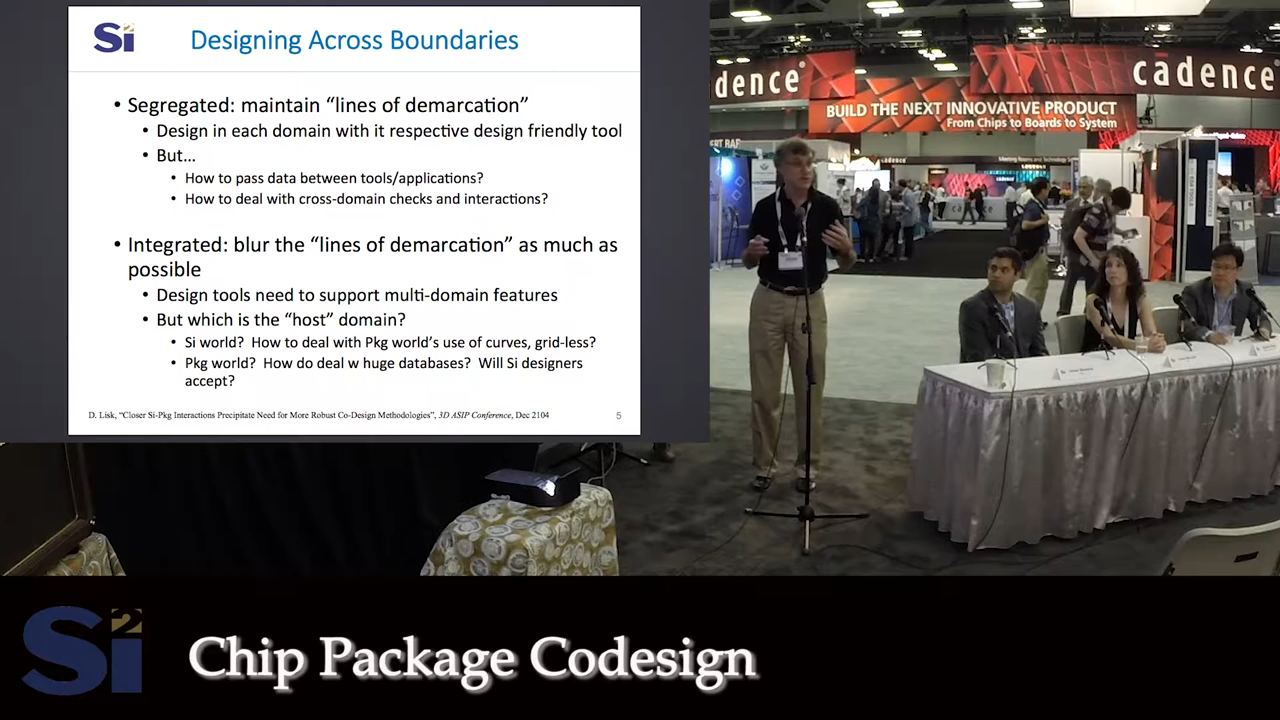 Si2
Designing Across Boundaries
• Segregated: maintain “lines of demarcation”
• Design in each domain with it respective design friendly tool
• But…
• How to pass data between tools/applications?
• How to deal with cross-domain checks and interactions?
• Integrated: blur the “lines of demarcation” as much as
possible
• Design tools need to support multi-domain features
• But which is the “host” domain?
• Si world? How to deal with Pkg world’s use of curves, grid-less?
• Pkg world? How do deal w huge databases? Will Si designers
accept?
D. Lisk, “Closer Si-Pkg Interactions Precipitate Need for More Robust Co-Design Methodologies”, 3D ASIP Conference, Dec 2104
5
dence®
cādence®
BUILD THE NEXT INNOVATIVE PRODUCT
From Chips to Boards to System
cādence
cādence
Si2
Chip Package Codesign